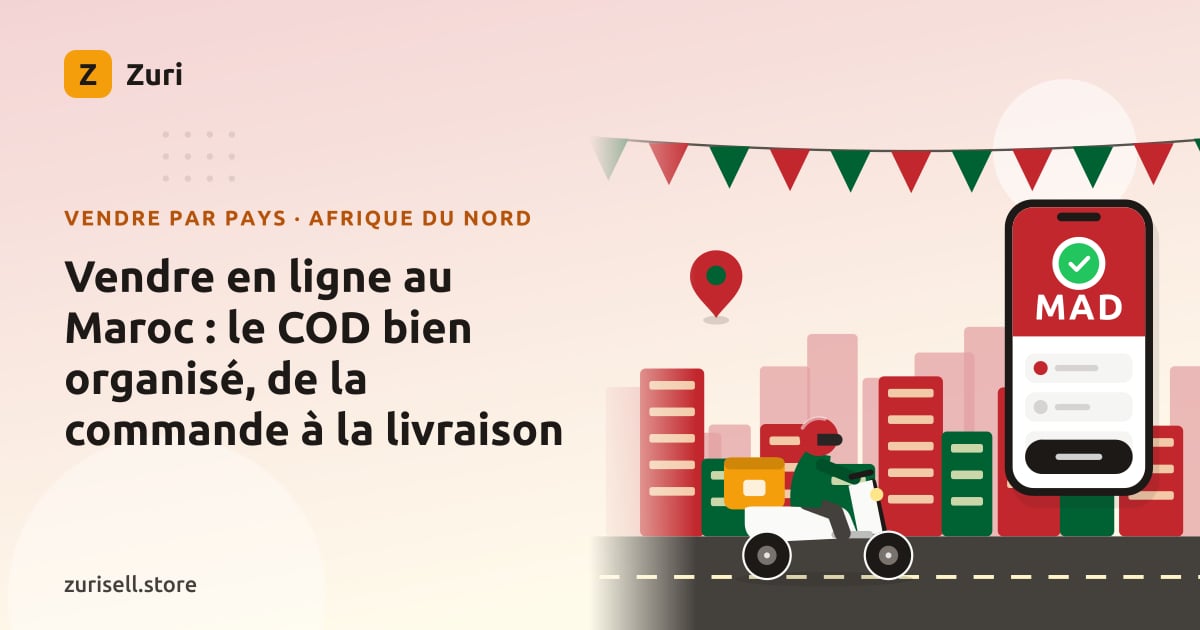 Z Zuri
VENDRE PAR PAYS · AFRIQUE DU NORD
Vendre en ligne au
Maroc : le COD bien
organisé, de la
commande à la livraison
MAD
zurisell.store